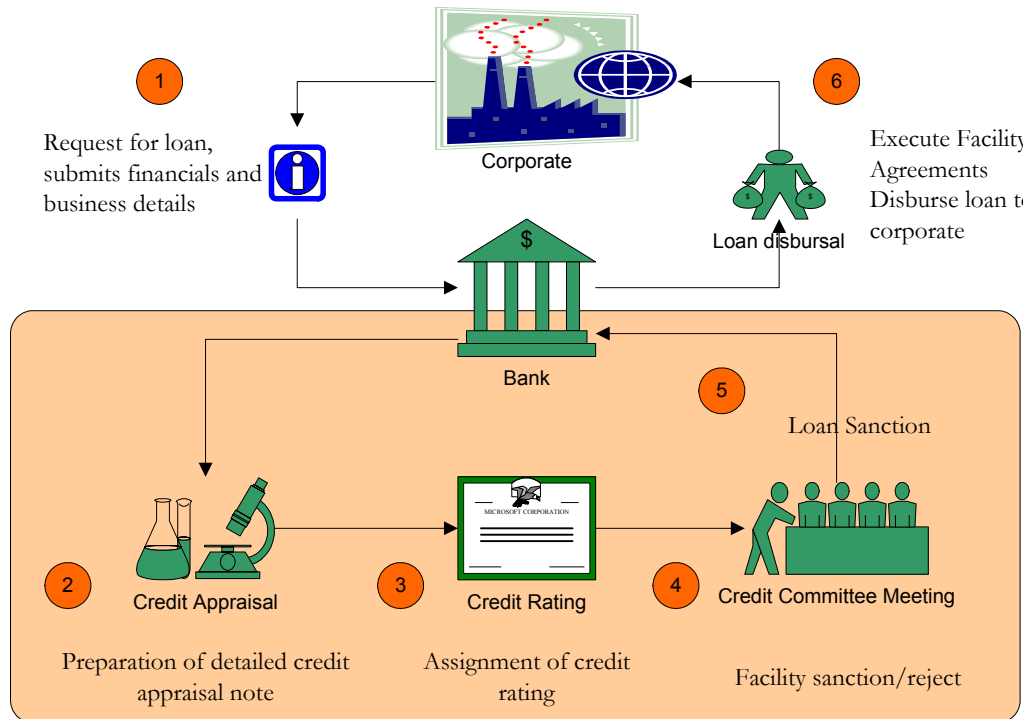 1
Request for loan,
submits financials and
business details
Corporate
6
Execute Facility
Agreements
Disburse loan to
corporate
$ $
Loan disbursal
$
Bank
5
Loan Sanction
MICROSOFT CORPORATION
2
Credit Appraisal
3
Credit Rating
4
Credit Committee Meeting
Preparation of detailed credit
appraisal note
Assignment of credit
rating
Facility sanction/reject